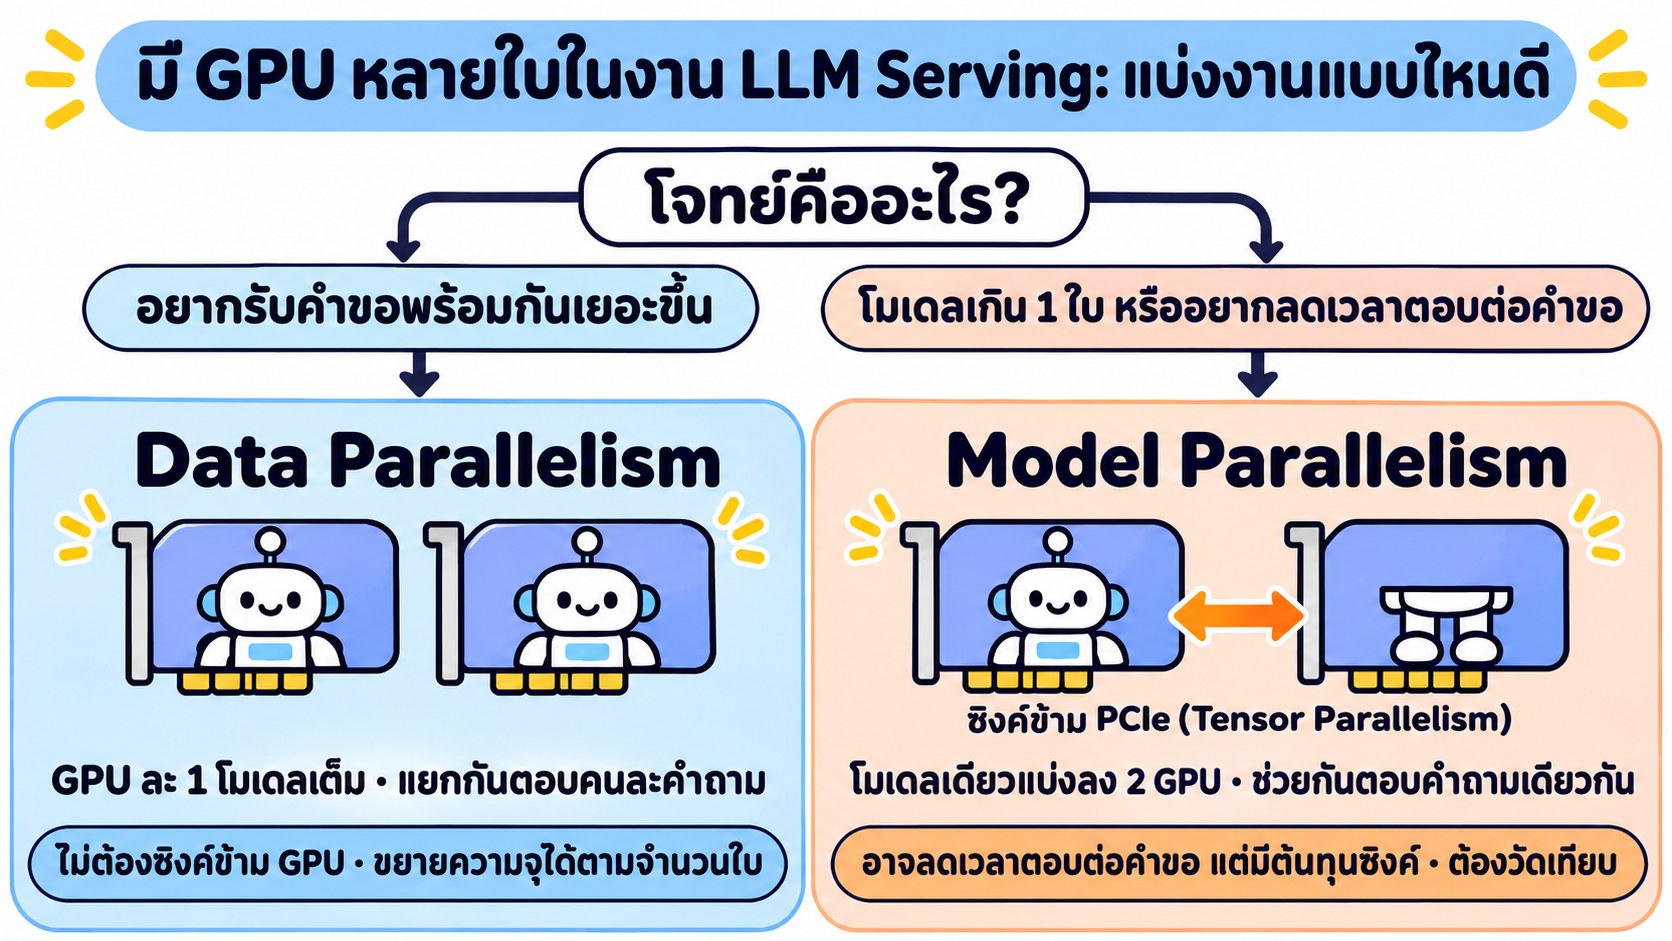 มี GPU หลายใบในงาน LLM Serving: แบ่งงานแบบไหนดี
โจทย์คืออะไร?
อยากรับคำขอพร้อมกันเยอะขึ้น
โมเดลเกิน 1 ใบ หรืออยากลดเวลาตอบต่อคำขอ
Data Parallelism
GPU ละ 1 โมเดลเต็ม • แยกกันตอบคนละคำถาม
ไม่ต้องซิงค์ข้าม GPU • ขยายความจุได้ตามจำนวนใบ
Model Parallelism
ซิงค์ข้าม PCIe (Tensor Parallelism)
โมเดลเดียวแบ่งลง 2 GPU • ช่วยกันตอบคำถามเดียวกัน
อาจลดเวลาตอบต่อคำขอ แต่มีต้นทุนซิงค์ • ต้องวัดเทียบ